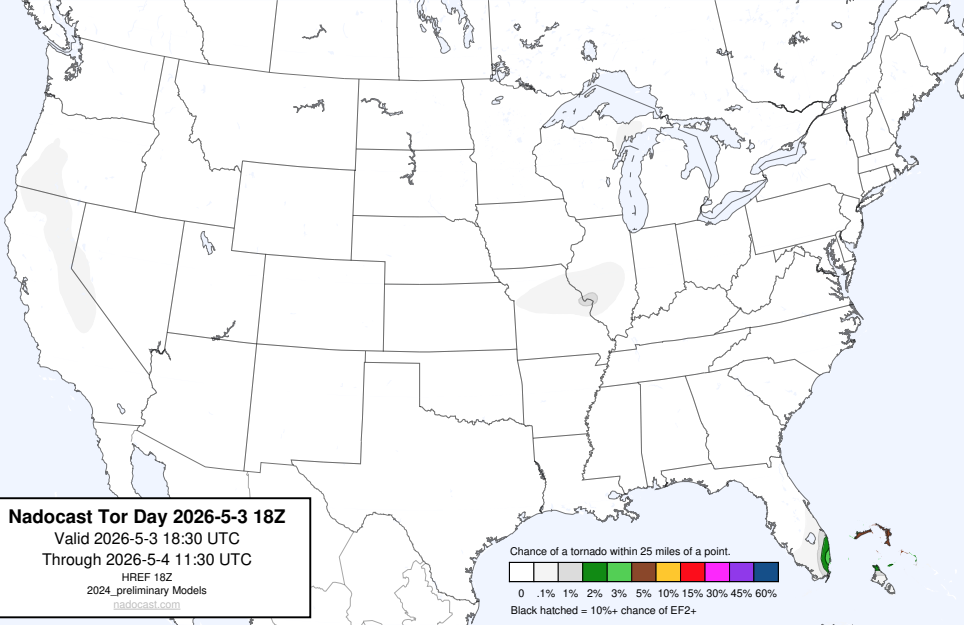 Nadocast Tor Day 2026-5-3 18Z
Valid 2026-5-3 18:30 UTC
Through 2026-5-4 11:30 UTC
HREF 18Z
2024_preliminary Models
nadocast.com
Chance of a tornado within 25 miles of a point.
0 .1% 1% 2% 3% 5% 10% 15% 30% 45% 60%
Black hatched = 10%+ chance of EF2+